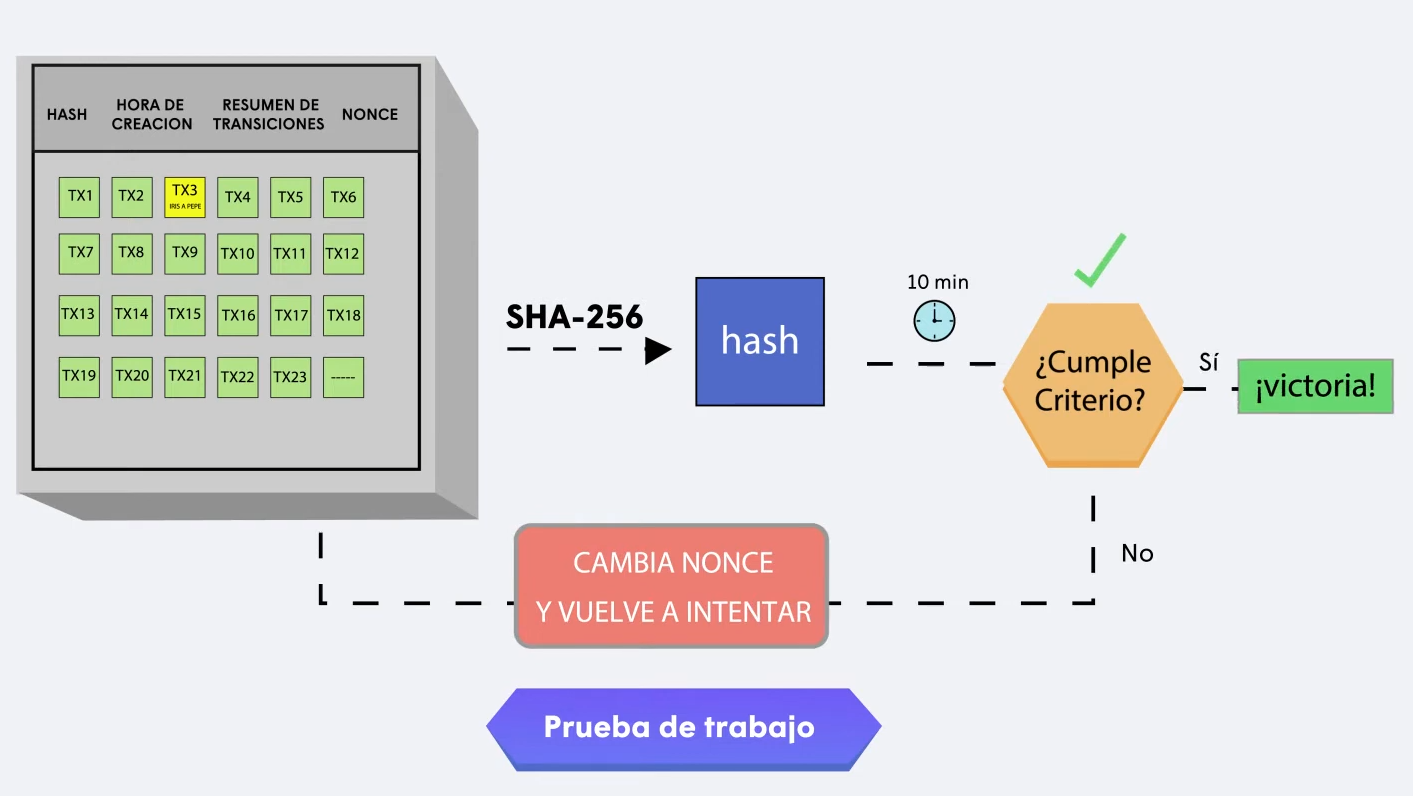 HASH
HORA DE
CREACION
RESUMEN DE
TRANSICIONES
NONCE
TX1 TX2 TX3 TX4 TX5 TX6
IRIS A PEPE
TX7 TX8 TX9 TX10 TX11 TX12
TX13 TX14 TX15 TX16 TX17 TX18
TX19 TX20 TX21 TX22 TX23 -----
SHA-256
hash
10 min
¿Cumple
Criterio?
Sí
¡victoria!
No
CAMBIA NONCE
Y VUELVE A INTENTAR
Prueba de trabajo